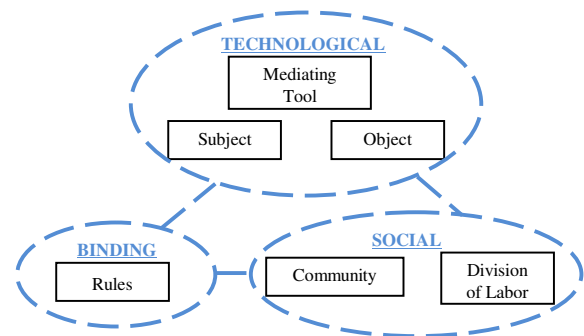 TECHNOLOGICAL
Mediating
Tool
Subject
Object
BINDING
Rules
SOCIAL
Community
Division
of Labor